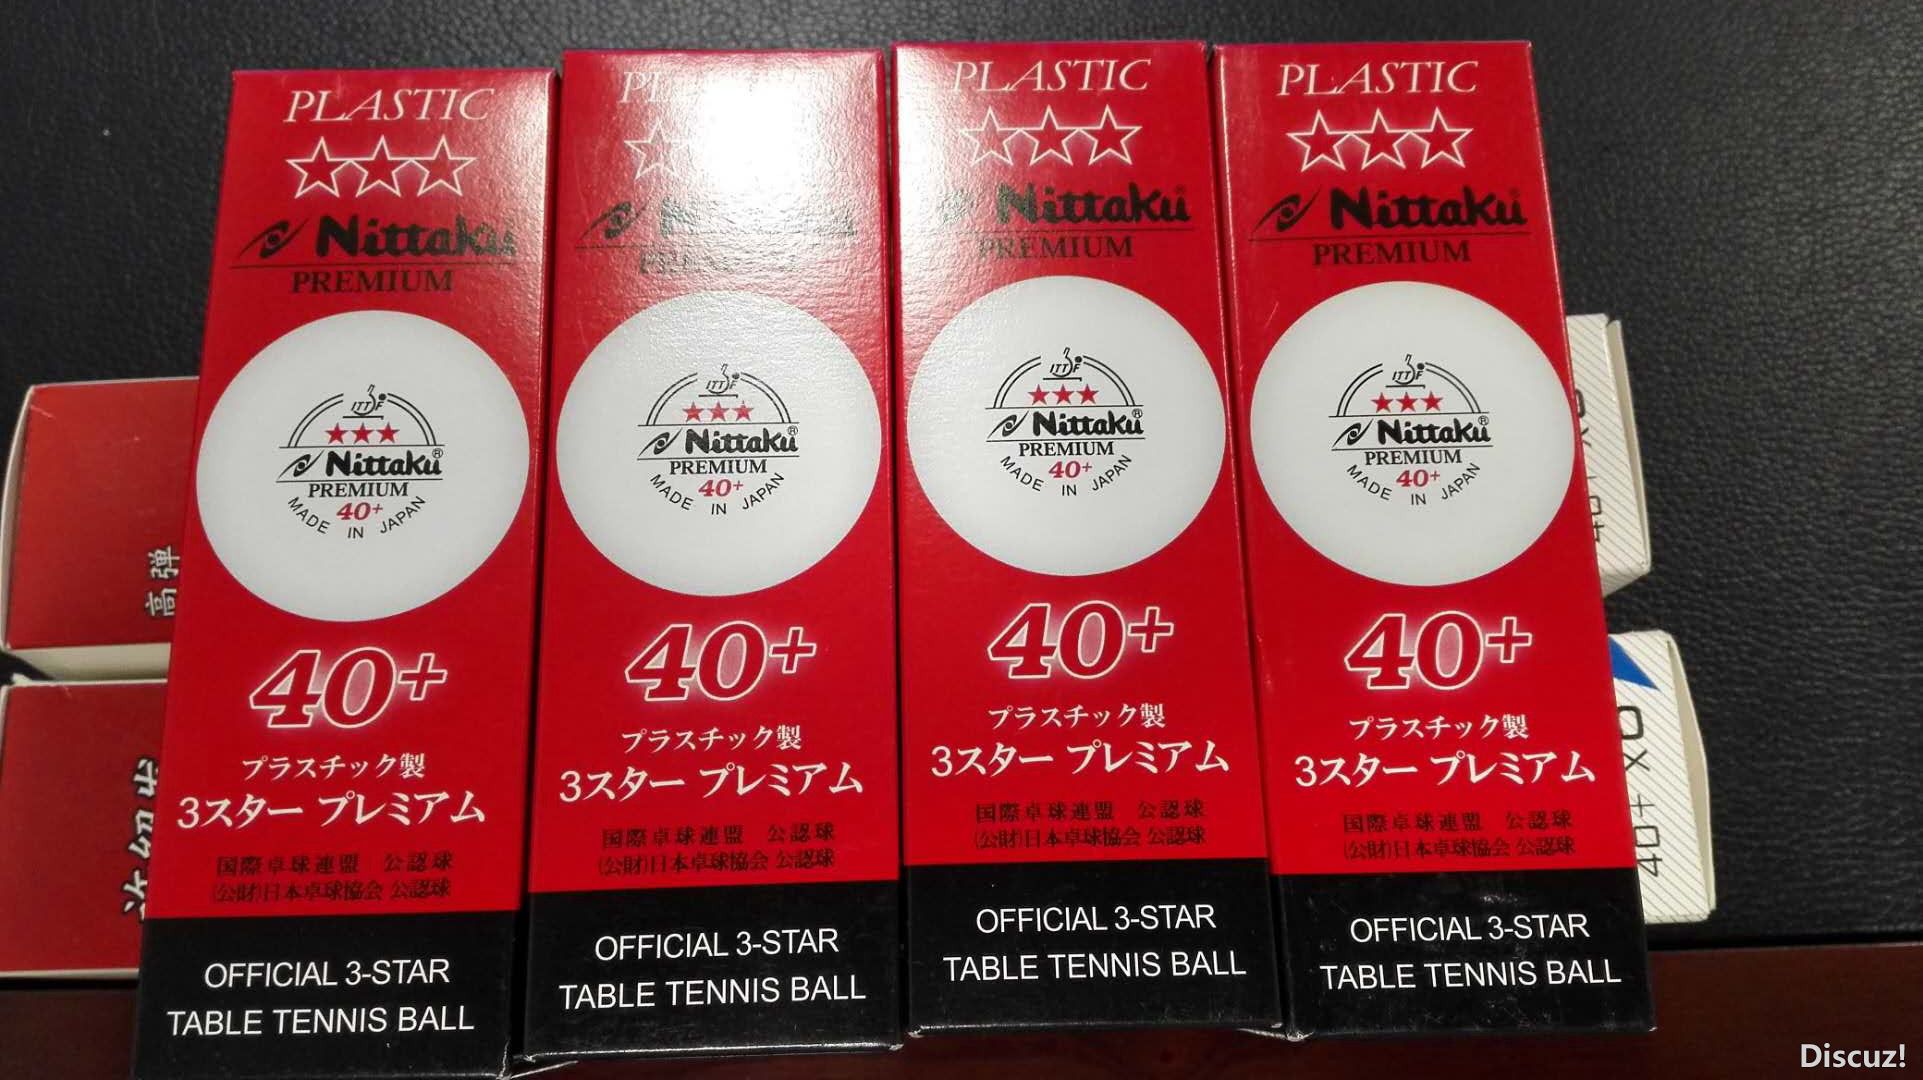 PLASTIC
Nittaku®
PREMIUM
ITTF
Nittaku®
PREMIUM
40+
MADE IN JAPAN
40+
プラスチック製
3スター プレミアム
国際卓球連盟 公認球
(公財)日本卓球協会 公認球
OFFICIAL 3-STAR
TABLE TENNIS BALL
PLASTIC
ITTF
Nittaku®
PREMIUM
40+
MADE IN JAPAN
40+
プラスチック製
3スター プレミアム
国際卓球連盟 公認球
(公財)日本卓球協会 公認球
OFFICIAL 3-STAR
TABLE TENNIS BALL
PLASTIC
Nittaku®
PREMIUM
ITTF
Nittaku®
PREMIUM
40+
MADE IN JAPAN
40+
プラスチック製
3スター プレミアム
国際卓球連盟 公認球
(公財)日本卓球協会 公認球
OFFICIAL 3-STAR
TABLE TENNIS BALL
PLASTIC
Nittaku®
PREMIUM
ITTF
Nittaku®
PREMIUM
40+
MADE IN JAPAN
40+
プラスチック製
3スター プレミアム
国際卓球連盟 公認球
(公財)日本卓球協会 公認球
OFFICIAL 3-STAR
TABLE TENNIS BALL
高弹
40+
Discuz!